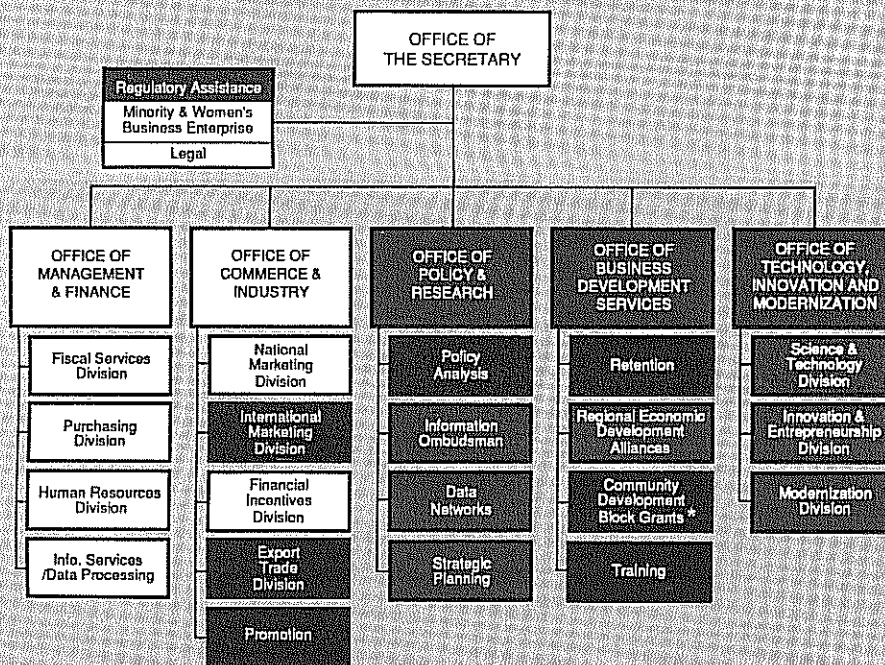 OFFICE OF
THE SECRETARY
Regulatory Assistance
Minority & Women's
Business Enterprise
Legal
OFFICE OF
MANAGEMENT
& FINANCE
Fiscal Services
Division
Purchasing
Division
Human Resources
Division
Info. Services
/Data Processing
OFFICE OF
COMMERCE &
INDUSTRY
National
Marketing
Division
International
Marketing
Division
Financial
Incentives
Division
Export
Trade
Division
Promotion
OFFICE OF
POLICY &
RESEARCH
Policy
Analysis
Information
Ombudsman
Data
Networks
Strategic
Planning
OFFICE OF
BUSINESS
DEVELOPMENT
SERVICES
Retention
Regional Economic
Development
Alliances
Community
Development
Block Grants *
Training
OFFICE OF
TECHNOLOGY,
INNOVATION AND
MODERNIZATION
Science &
Technology
Division
Innovation &
Entrepreneurship
Division
Modernization
Division